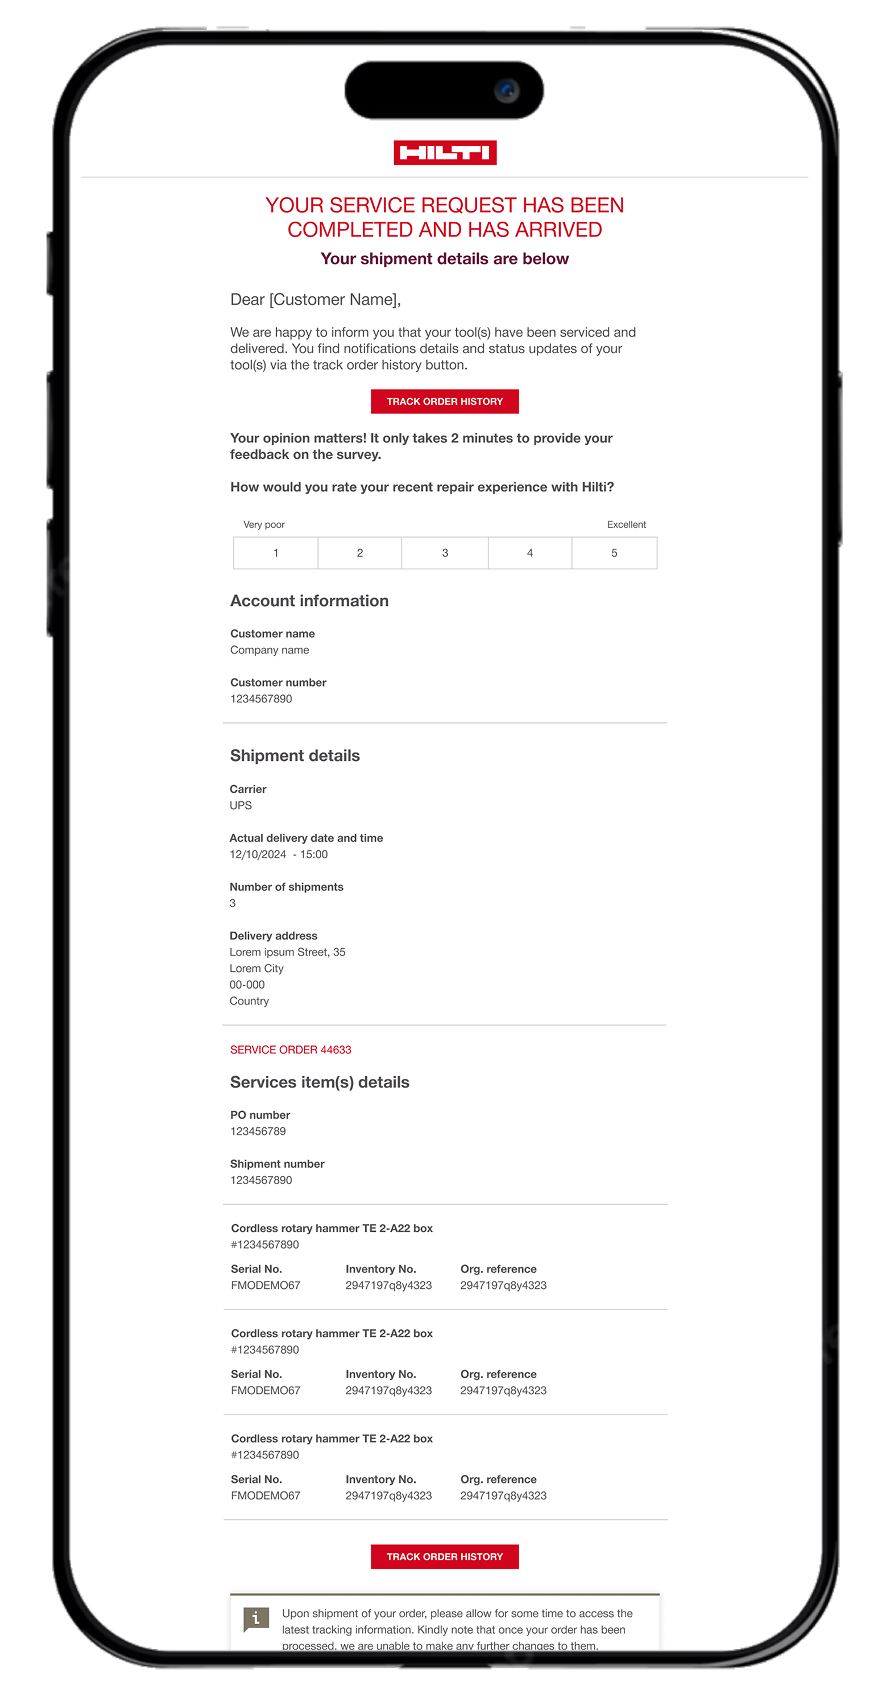 HILTI
YOUR SERVICE REQUEST HAS BEEN
COMPLETED AND HAS ARRIVED
Your shipment details are below
Dear [Customer Name],
We are happy to inform you that your tool(s) have been serviced and
delivered. You find notifications details and status updates of your
tool(s) via the track order history button.
TRACK ORDER HISTORY
Your opinion matters! It only takes 2 minutes to provide your
feedback on the survey.
How would you rate your recent repair experience with Hilti?
Very poor Excellent
1 2 3 4 5
Account information
Customer name
Company name
Customer number
1234567890
Shipment details
Carrier
UPS
Actual delivery date and time
12/10/2024 - 15:00
Number of shipments
3
Delivery address
Lorem ipsum Street, 35
Lorem City
00-000
Country
SERVICE ORDER 44633
Services item(s) details
PO number
123456789
Shipment number
1234567890
Cordless rotary hammer TE 2-A22 box
#1234567890
Serial No. Inventory No. Org. reference
FMODEMO67 2947197q8y4323 2947197q8y4323
Cordless rotary hammer TE 2-A22 box
#1234567890
Serial No. Inventory No. Org. reference
FMODEMO67 2947197q8y4323 2947197q8y4323
Cordless rotary hammer TE 2-A22 box
#1234567890
Serial No. Inventory No. Org. reference
FMODEMO67 2947197q8y4323 2947197q8y4323
TRACK ORDER HISTORY
i Upon shipment of your order, please allow for some time to access the
latest tracking information. Kindly note that once your order has been
processed, we are unable to make any further changes to them.